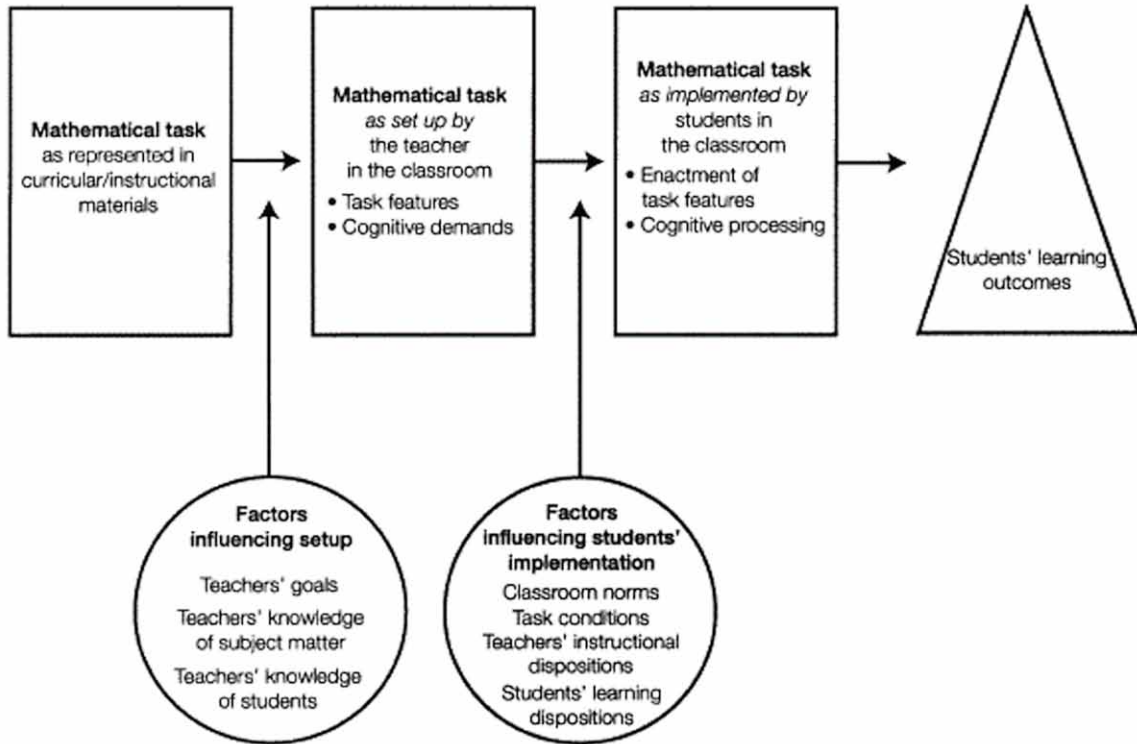 Mathematical task
as represented in
curricular/instructional
materials
Mathematical task
as set up by
the teacher
in the classroom
• Task features
• Cognitive demands
Mathematical task
as implemented by
students in
the classroom
• Enactment of
task features
• Cognitive processing
Students' learning
outcomes
Factors
influencing setup
Teachers' goals
Teachers' knowledge
of subject matter
Teachers' knowledge
of students
Factors
influencing students'
implementation
Classroom norms
Task conditions
Teachers' instructional
dispositions
Students' learning
dispositions